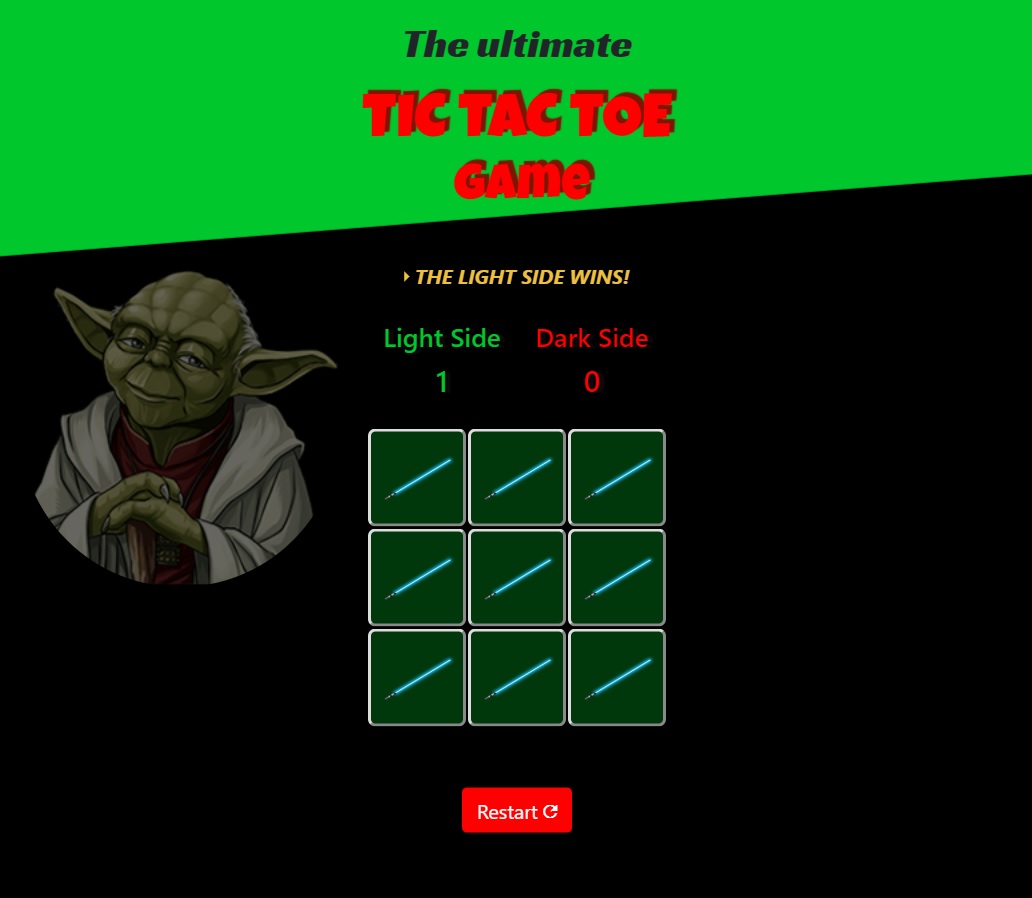 The ultimate
TIC TAC TOE
Game
THE LIGHT SIDE WINS!
Light Side Dark Side
1 0
Restart